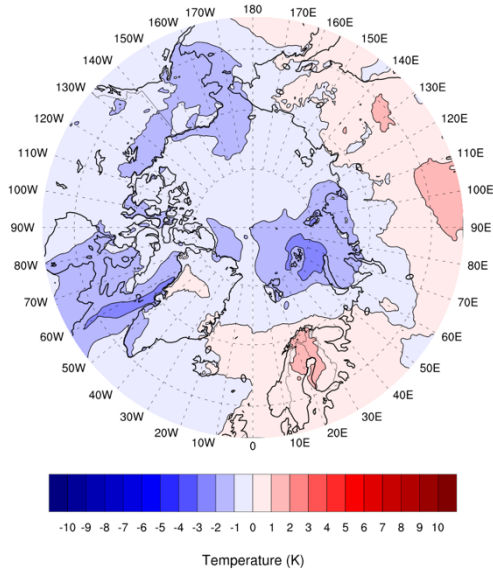 180
170W 170E
160W 160E
150W 150E
140W 140E
130W 130E
120W 120E
110W 110E
100W 100E
90W 90E
80W 80E
70W 70E
60W 60E
50W 50E
40W 40E
30W 30E
20W 20E
10W 10E
0
-10 -9 -8 -7 -6 -5 -4 -3 -2 -1 0 1 2 3 4 5 6 7 8 9 10
Temperature (K)